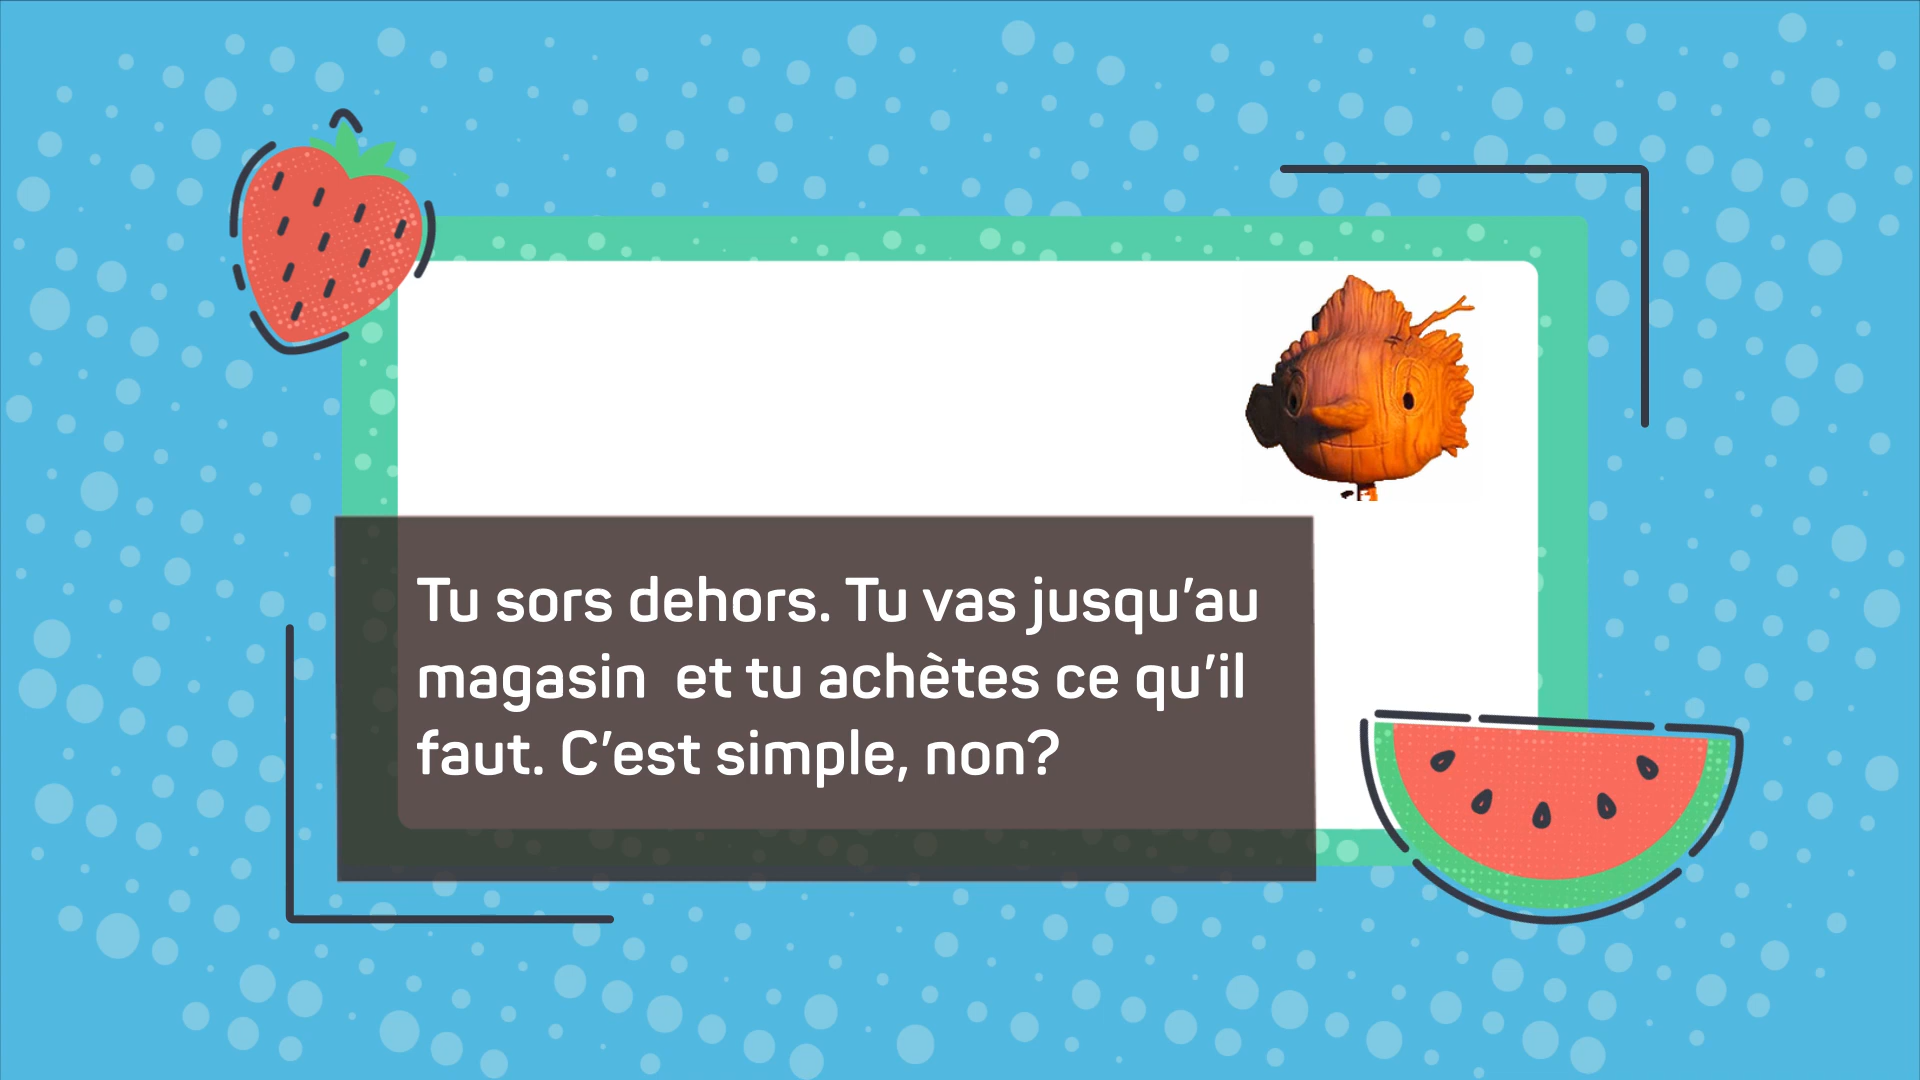 Tu sors dehors. Tu vas jusqu’au
magasin  et tu achètes ce qu’il
faut. C’est simple, non?